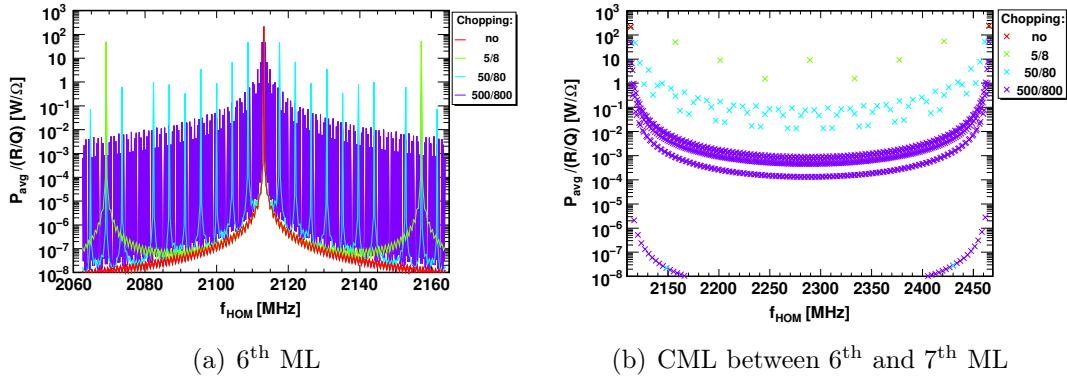 P_avg/(R/Q) [W/Ω]
10³
10²
10
1
10⁻¹
10⁻²
10⁻³
10⁻⁴
10⁻⁵
10⁻⁶
10⁻⁷
10⁻⁸
2060 2080 2100 2120 2140 2160
f_HOM [MHz]
Chopping:
no
5/8
50/80
500/800
(a) 6ᵗʰ ML
P_avg/(R/Q) [W/Ω]
10³
10²
10
1
10⁻¹
10⁻²
10⁻³
10⁻⁴
10⁻⁵
10⁻⁶
10⁻⁷
10⁻⁸
2150 2200 2250 2300 2350 2400 2450
f_HOM [MHz]
Chopping:
no
5/8
50/80
500/800
(b) CML between 6ᵗʰ and 7ᵗʰ ML